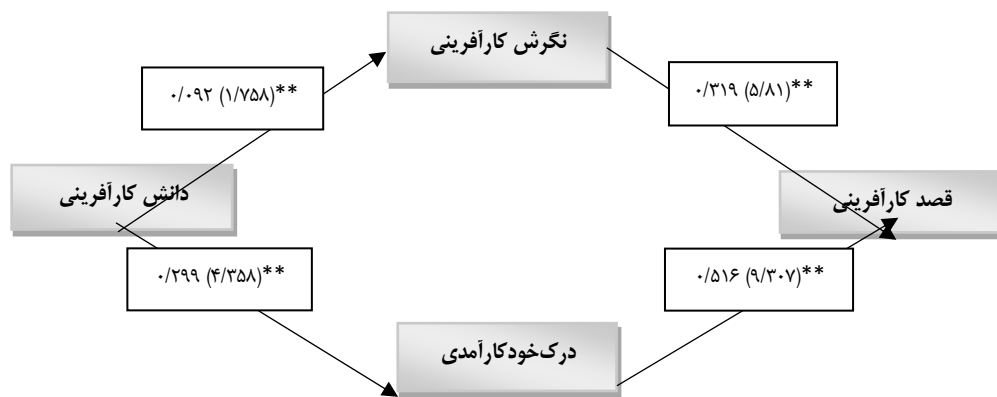 نگرش کارآفرینی
۰/۰۹۲ (۱/۷۵۸)**
۰/۳۱۹ (۵/۸۱)**
دانش کارآفرینی
قصد کارآفرینی
۰/۲۹۹ (۴/۳۵۸)**
۰/۵۱۶ (۹/۳۰۷)**
درک‌خودکارآمدی